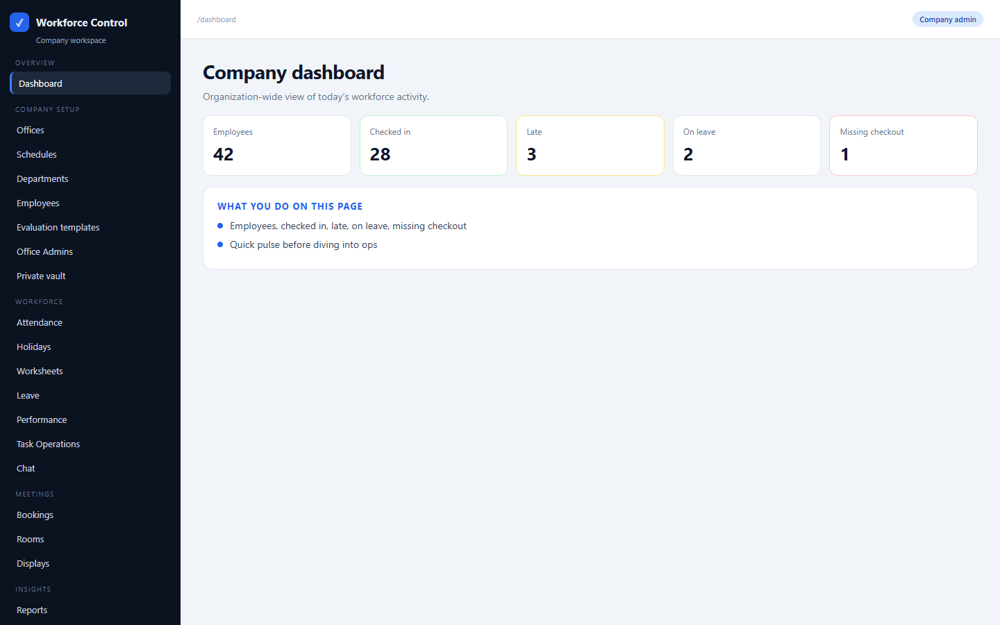 Workforce Control
Company workspace
OVERVIEW
Dashboard
COMPANY SETUP
Offices
Schedules
Departments
Employees
Evaluation templates
Office Admins
Private vault
WORKFORCE
Attendance
Holidays
Worksheets
Leave
Performance
Task Operations
Chat
MEETINGS
Bookings
Rooms
Displays
INSIGHTS
Reports
/dashboard
Company admin
Company dashboard
Organization-wide view of today's workforce activity.
Employees
42
Checked in
28
Late
3
On leave
2
Missing checkout
1
WHAT YOU DO ON THIS PAGE
Employees, checked in, late, on leave, missing checkout
Quick pulse before diving into ops